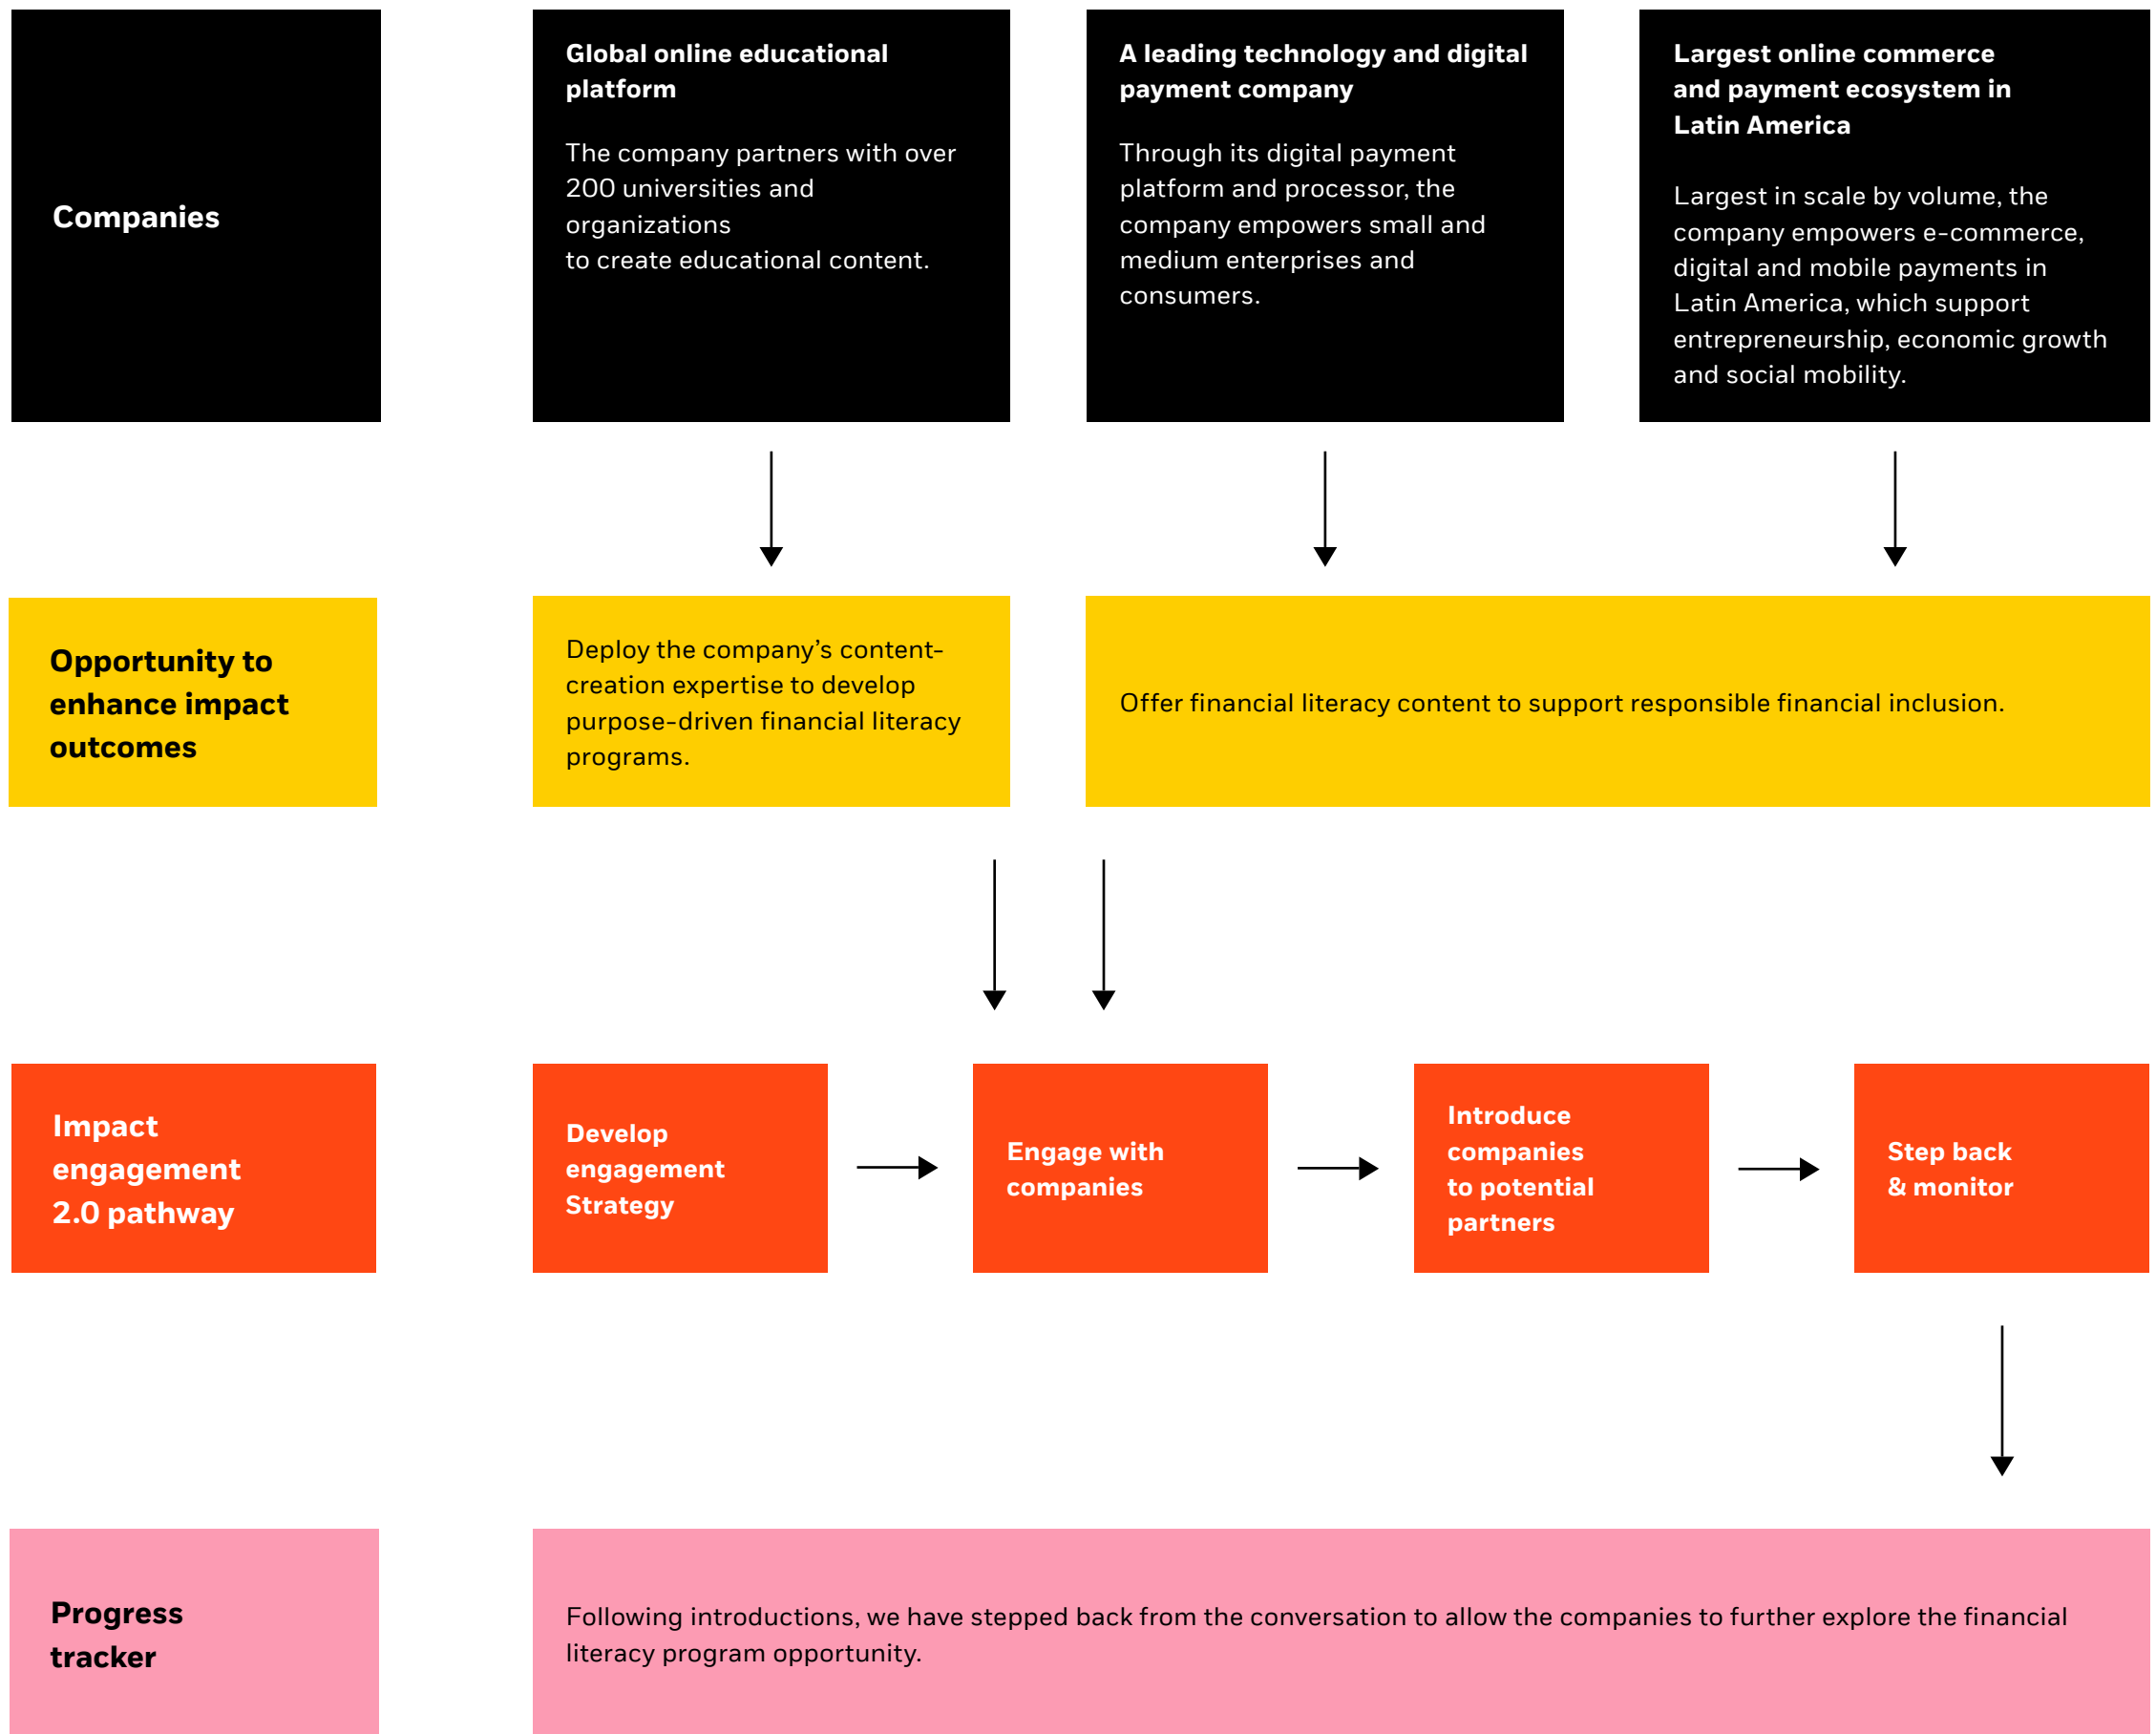 Companies
Global online educational
platform
The company partners with over
200 universities and
organizations
to create educational content.
A leading technology and digital
payment company
Through its digital payment
platform and processor, the
company empowers small and
medium enterprises and
consumers.
Largest online commerce
and payment ecosystem in
Latin America
Largest in scale by volume, the
company empowers e-commerce,
digital and mobile payments in
Latin America, which support
entrepreneurship, economic growth
and social mobility.
Opportunity to
enhance impact
outcomes
Deploy the company’s content-
creation expertise to develop
purpose-driven financial literacy
programs.
Offer financial literacy content to support responsible financial inclusion.
Impact
engagement
2.0 pathway
Develop
engagement
Strategy
Engage with
companies
Introduce
companies
to potential
partners
Step back
& monitor
Progress
tracker
Following introductions, we have stepped back from the conversation to allow the companies to further explore the financial
literacy program opportunity.